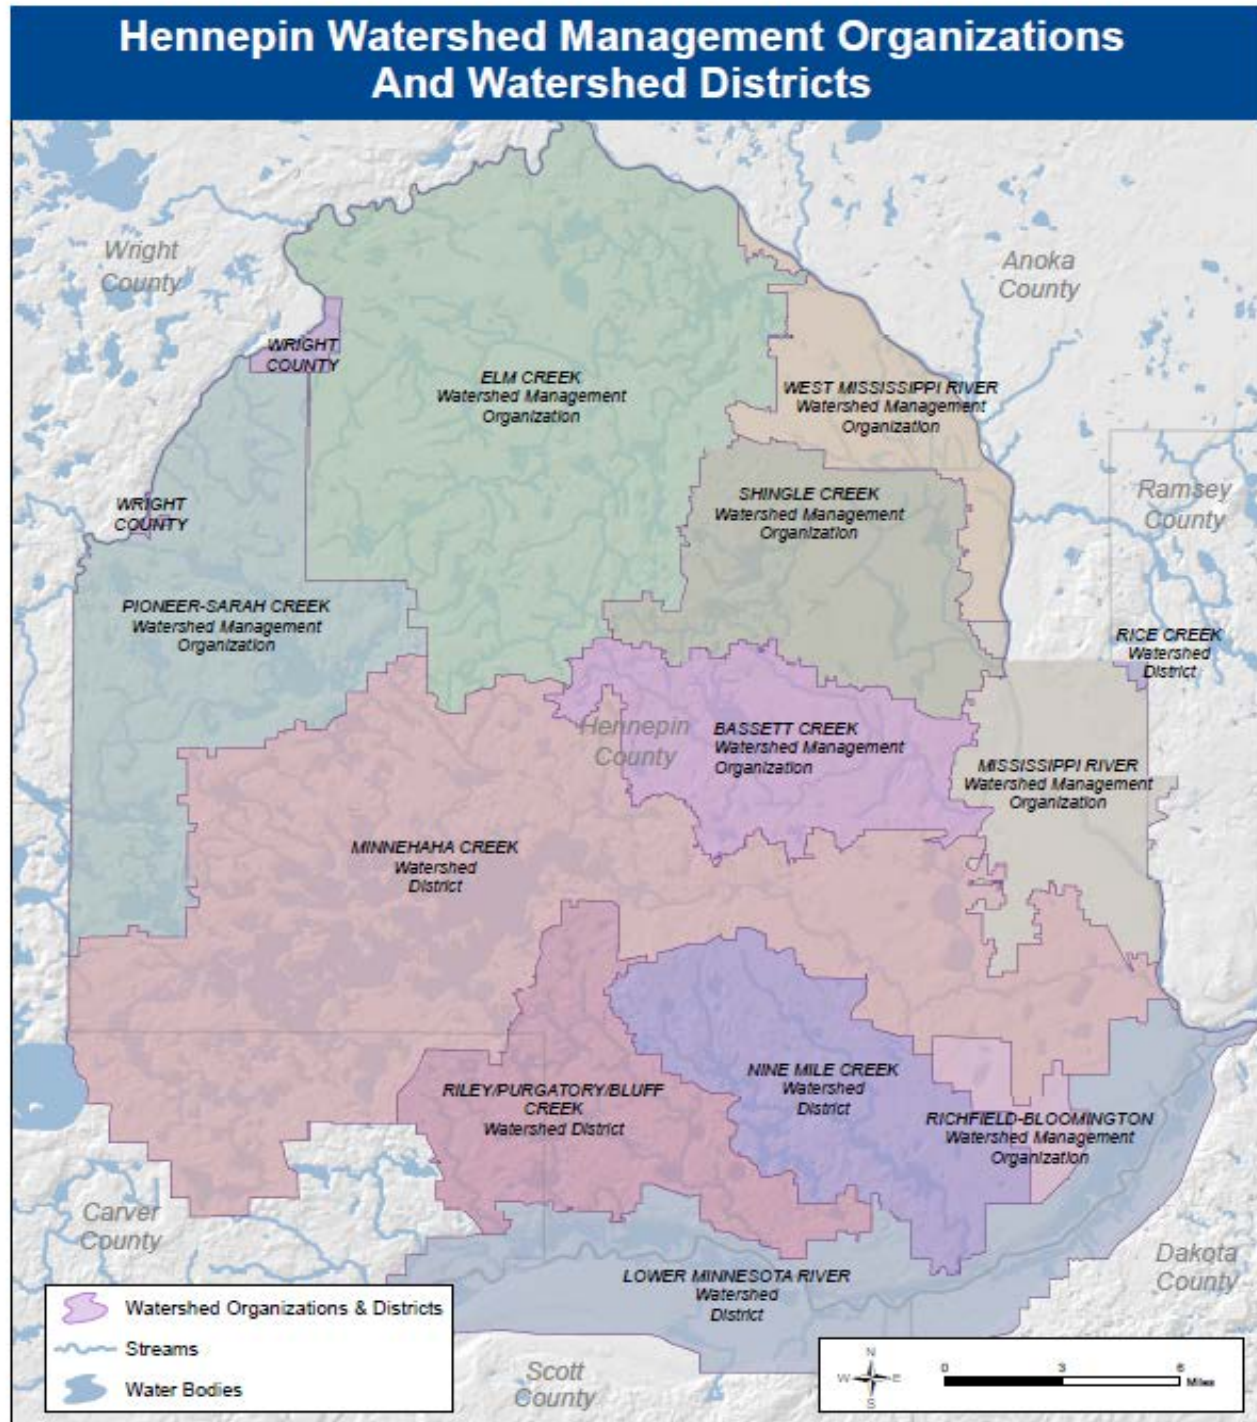 Hennepin Watershed Management Organizations
And Watershed Districts
Wright
County
Anoka
County
WRIGHT
COUNTY
ELM CREEK
Watershed Management
Organization
WEST MISSISSIPPI RIVER
Watershed Management
Organization
WRIGHT
COUNTY
SHINGLE CREEK
Watershed Management
Organization
Ramsey
County
PIONEER-SARAH CREEK
Watershed Management
Organization
RICE CREEK
Watershed
District
Hennepin
County
BASSETT CREEK
Watershed Management
Organization
MISSISSIPPI RIVER
Watershed Management
Organization
MINNEHAHA CREEK
Watershed
District
NINE MILE CREEK
Watershed
District
RILEY/PURGATORY/BLUFF
CREEK
Watershed District
RICHFIELD-BLOOMINGTON
Watershed Management
Organization
Carver
County
Dakota
County
LOWER MINNESOTA RIVER
Watershed
District
Scott
County
Watershed Organizations & Districts
Streams
Water Bodies
N
W E
S
0 3 6
Miles